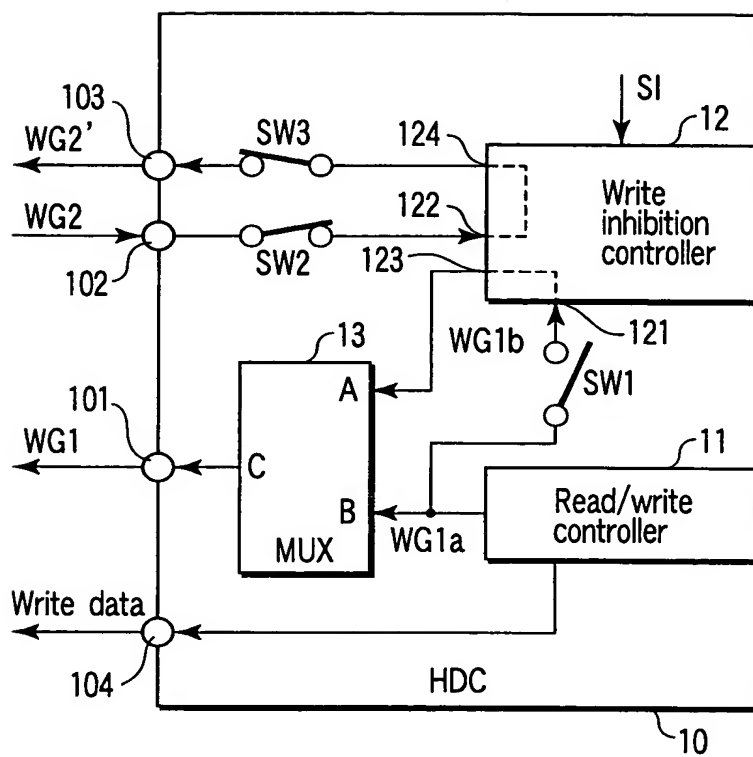 SI
103
12
WG2'
SW3
124
Write
inhibition
controller
WG2
122
SW2
123
102
13
WG1b
121
A
SW1
101
11
WG1
C
B
Read/write
controller
MUX
WG1a
Write data
104
HDC
10